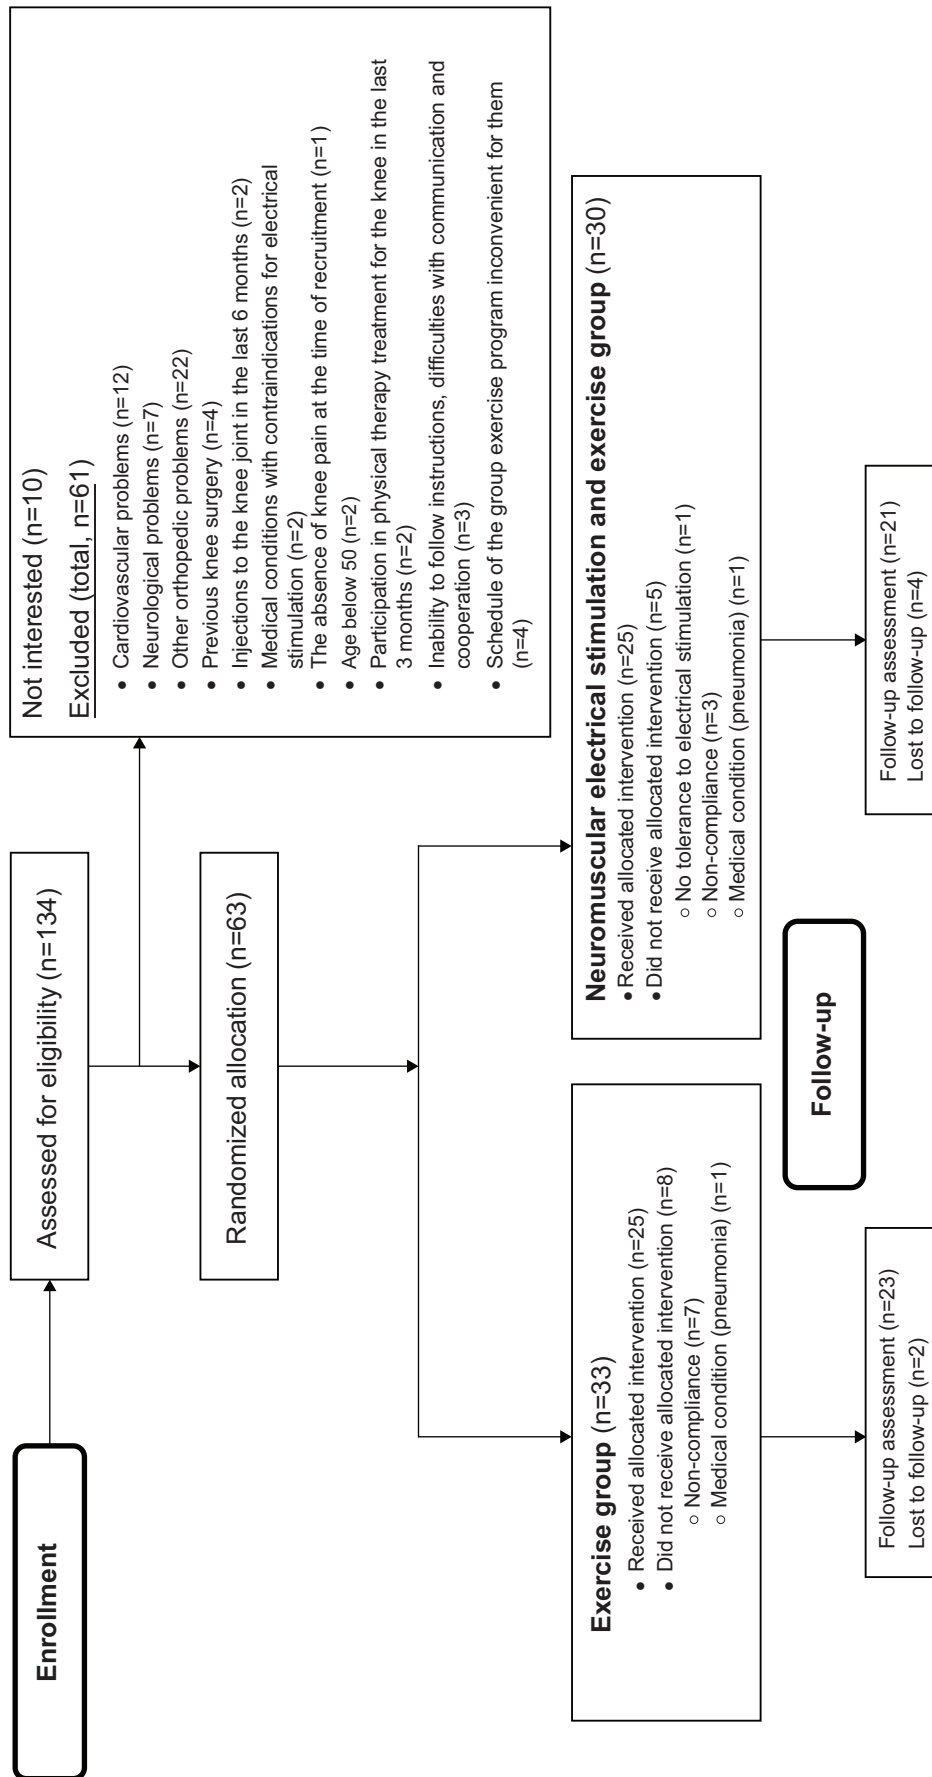 Enrollment
Assessed for eligibility (n=134)
Not interested (n=10)
Excluded (total, n=61)
• Cardiovascular problems (n=12)
• Neurological problems (n=7)
• Other orthopedic problems (n=22)
• Previous knee surgery (n=4)
• Injections to the knee joint in the last 6 months (n=2)
• Medical conditions with contraindications for electrical
stimulation (n=2)
• The absence of knee pain at the time of recruitment (n=1)
• Age below 50 (n=2)
• Participation in physical therapy treatment for the knee in the last
3 months (n=2)
• Inability to follow instructions, difficulties with communication and
cooperation (n=3)
• Schedule of the group exercise program inconvenient for them
(n=4)
Randomized allocation (n=63)
Exercise group (n=33)
• Received allocated intervention (n=25)
• Did not receive allocated intervention (n=8)
○ Non-compliance (n=7)
○ Medical condition (pneumonia) (n=1)
Neuromuscular electrical stimulation and exercise group (n=30)
• Received allocated intervention (n=25)
• Did not receive allocated intervention (n=5)
○ No tolerance to electrical stimulation (n=1)
○ Non-compliance (n=3)
○ Medical condition (pneumonia) (n=1)
Follow-up
Follow-up assessment (n=23)
Lost to follow-up (n=2)
Follow-up assessment (n=21)
Lost to follow-up (n=4)